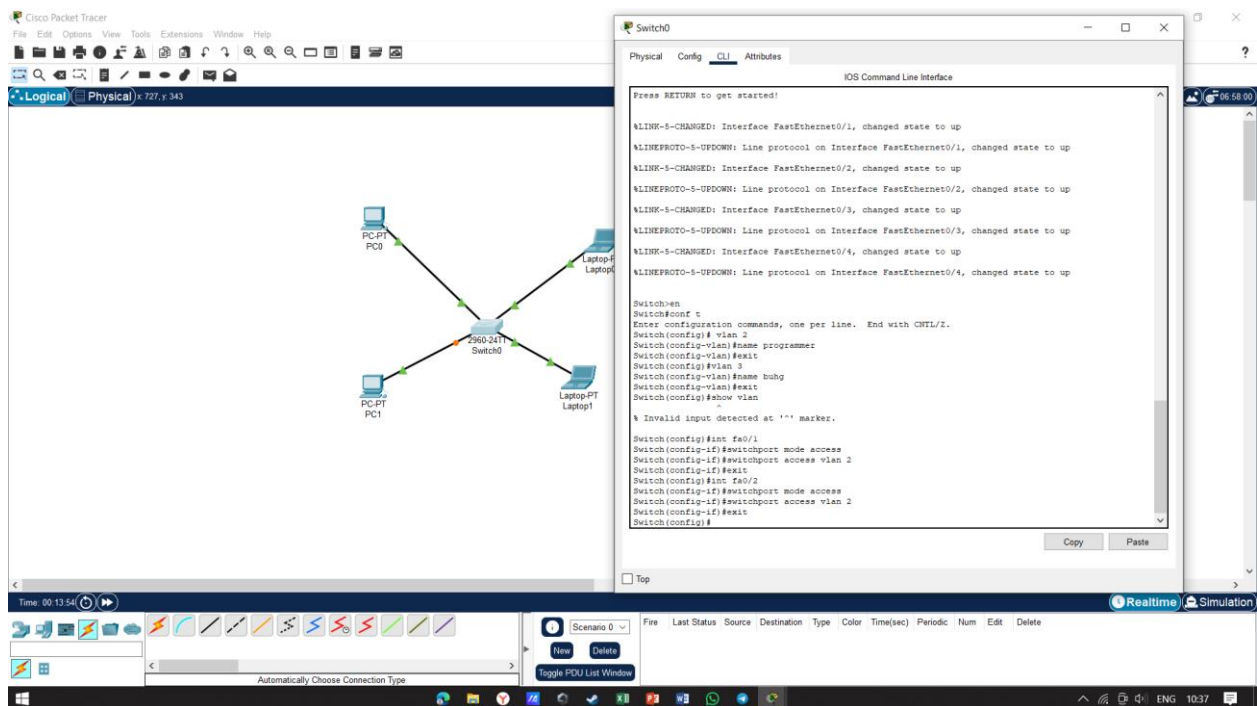 Cisco Packet Tracer
File Edit Options View Tools Extensions Window Help
Logical Physical x: 727, y: 343
06:58:00
PC-PT
PC0
Laptop-P
Laptop0
2960-24TT
Switch0
PC-PT
PC1
Laptop-PT
Laptop1
Switch0
Physical Config CLI Attributes
IOS Command Line Interface
Press RETURN to get started!
%LINK-5-CHANGED: Interface FastEthernet0/1, changed state to up
%LINEPROTO-5-UPDOWN: Line protocol on Interface FastEthernet0/1, changed state to up
%LINK-5-CHANGED: Interface FastEthernet0/2, changed state to up
%LINEPROTO-5-UPDOWN: Line protocol on Interface FastEthernet0/2, changed state to up
%LINK-5-CHANGED: Interface FastEthernet0/3, changed state to up
%LINEPROTO-5-UPDOWN: Line protocol on Interface FastEthernet0/3, changed state to up
%LINK-5-CHANGED: Interface FastEthernet0/4, changed state to up
%LINEPROTO-5-UPDOWN: Line protocol on Interface FastEthernet0/4, changed state to up
Switch>en
Switch#conf t
Enter configuration commands, one per line. End with CNTL/Z.
Switch(config)# vlan 2
Switch(config-vlan)#name programmer
Switch(config-vlan)#exit
Switch(config)#vlan 3
Switch(config-vlan)#name buhg
Switch(config-vlan)#exit
Switch(config)#show vlan
^
% Invalid input detected at '^' marker.
Switch(config)#int fa0/1
Switch(config-if)#switchport mode access
Switch(config-if)#switchport access vlan 2
Switch(config-if)#exit
Switch(config)#int fa0/2
Switch(config-if)#switchport mode access
Switch(config-if)#switchport access vlan 2
Switch(config-if)#exit
Switch(config)#
Copy Paste
Top
Time: 00:13:54
Realtime Simulation
Scenario 0
New Delete
Toggle PDU List Window
Fire Last Status Source Destination Type Color Time(sec) Periodic Num Edit Delete
Automatically Choose Connection Type
ENG 10:37